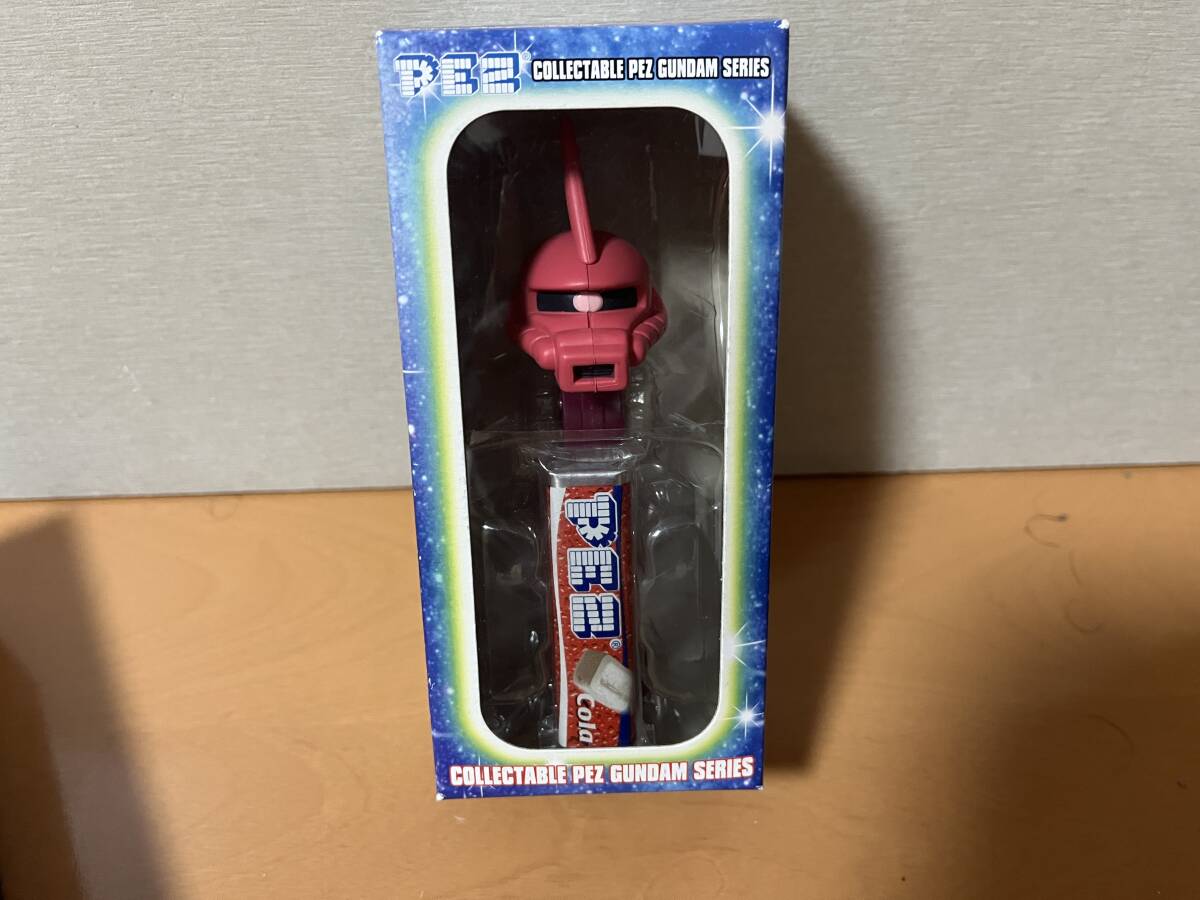 PEZ® COLLECTABLE PEZ GUNDAM SERIES
PEZ®
Cola
COLLECTABLE PEZ GUNDAM SERIES